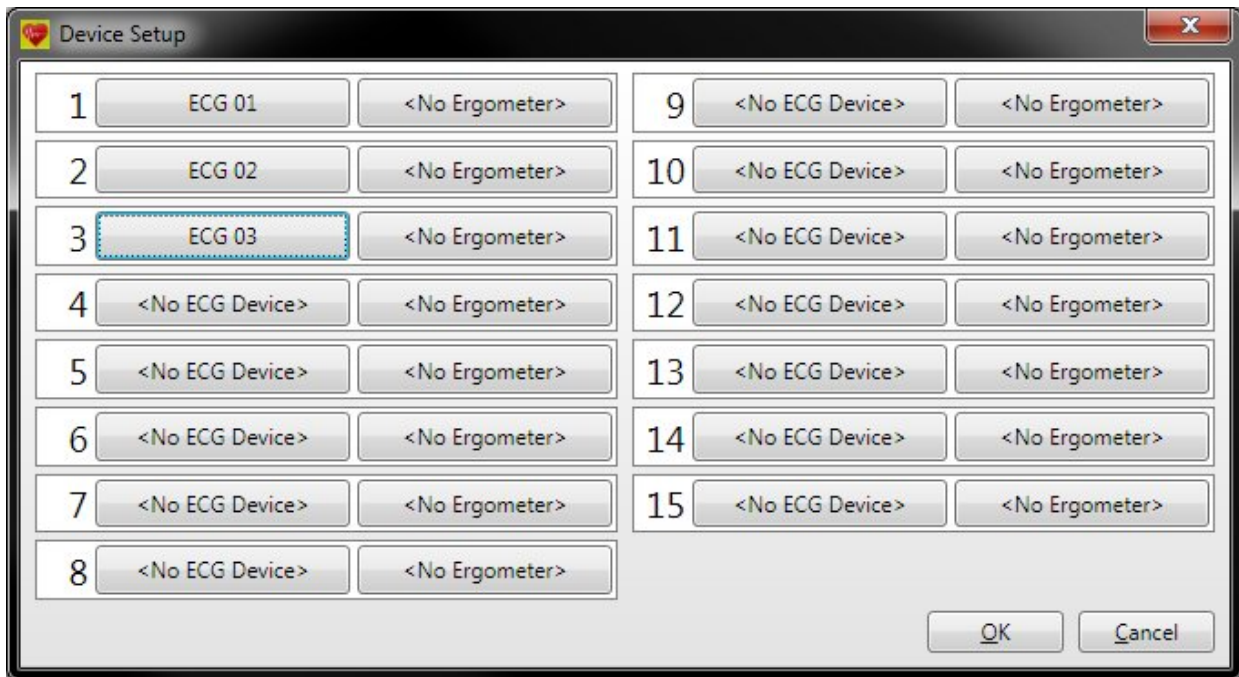 Device Setup
1 ECG 01 <No Ergometer>
2 ECG 02 <No Ergometer>
3 ECG 03 <No Ergometer>
4 <No ECG Device> <No Ergometer>
5 <No ECG Device> <No Ergometer>
6 <No ECG Device> <No Ergometer>
7 <No ECG Device> <No Ergometer>
8 <No ECG Device> <No Ergometer>
9 <No ECG Device> <No Ergometer>
10 <No ECG Device> <No Ergometer>
11 <No ECG Device> <No Ergometer>
12 <No ECG Device> <No Ergometer>
13 <No ECG Device> <No Ergometer>
14 <No ECG Device> <No Ergometer>
15 <No ECG Device> <No Ergometer>
OK Cancel